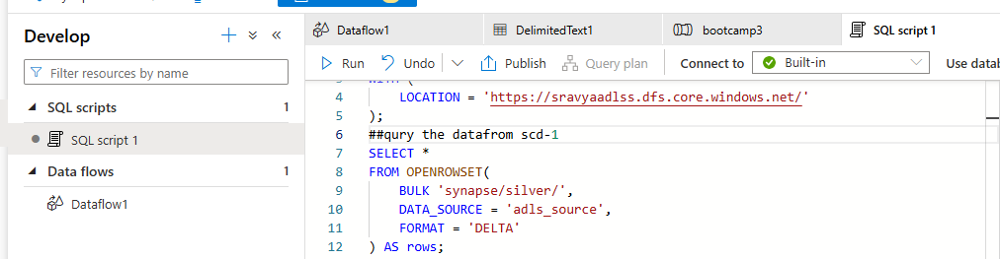 Develop
Filter resources by name
SQL scripts 1
SQL script 1
Data flows 1
Dataflow1
Dataflow1
DelimitedText1
bootcamp3
SQL script 1
Run
Undo
Publish
Query plan
Connect to
Built-in
Use datab
4 LOCATION = 'https://sravyaadlss.dfs.core.windows.net/'
5 );
6 ##qury the datafrom scd-1
7 SELECT *
8 FROM OPENROWSET(
9 BULK 'synapse/silver/',
10 DATA_SOURCE = 'adls_source',
11 FORMAT = 'DELTA'
12 ) AS rows;